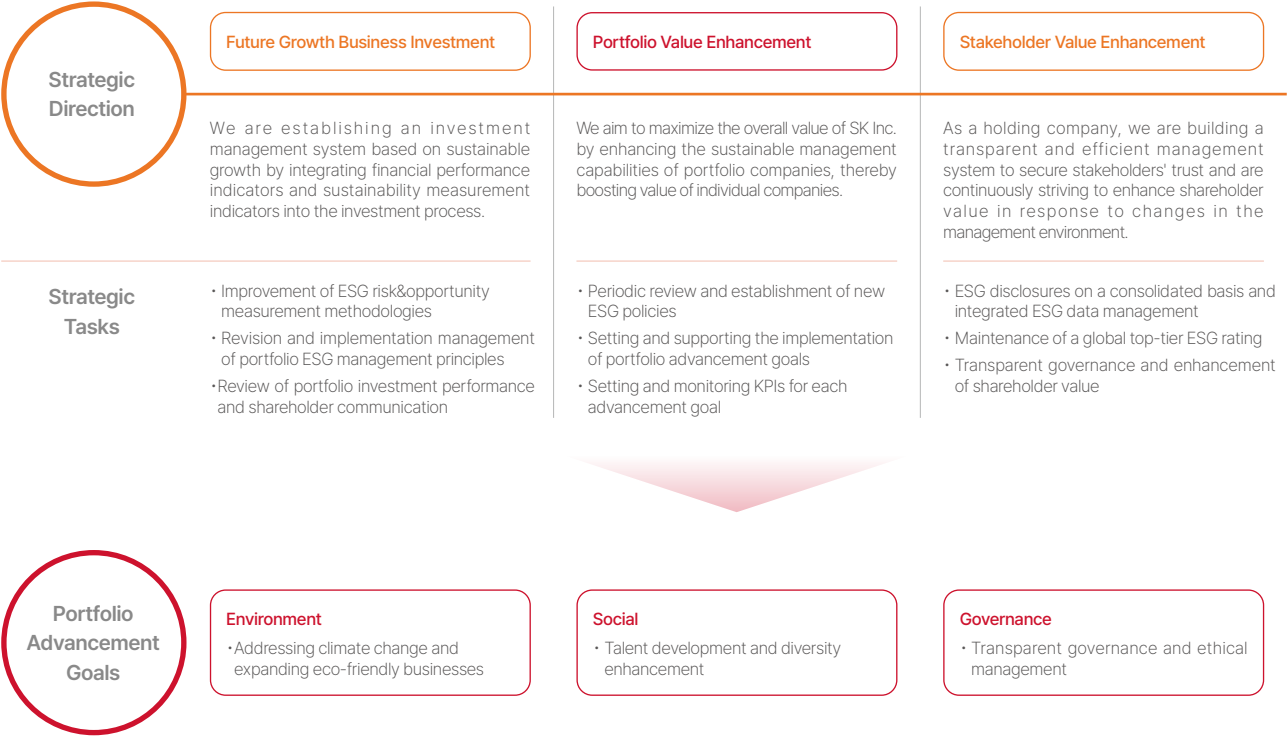 Strategic
Direction
Future Growth Business Investment
Portfolio Value Enhancement
Stakeholder Value Enhancement
We are establishing an investment
management system based on sustainable
growth by integrating financial performance
indicators and sustainability measurement
indicators into the investment process.
We aim to maximize the overall value of SK Inc.
by enhancing the sustainable management
capabilities of portfolio companies, thereby
boosting value of individual companies.
As a holding company, we are building a
transparent and efficient management
system to secure stakeholders' trust and are
continuously striving to enhance shareholder
value in response to changes in the
management environment.
Strategic
Tasks
· Improvement of ESG risk&opportunity
measurement methodologies
· Revision and implementation management
of portfolio ESG management principles
·Review of portfolio investment performance
and shareholder communication
· Periodic review and establishment of new
ESG policies
· Setting and supporting the implementation
of portfolio advancement goals
· Setting and monitoring KPIs for each
advancement goal
· ESG disclosures on a consolidated basis and
integrated ESG data management
· Maintenance of a global top-tier ESG rating
· Transparent governance and enhancement
of shareholder value
Portfolio
Advancement
Goals
Environment
·Addressing climate change and
expanding eco-friendly businesses
Social
· Talent development and diversity
enhancement
Governance
· Transparent governance and ethical
management